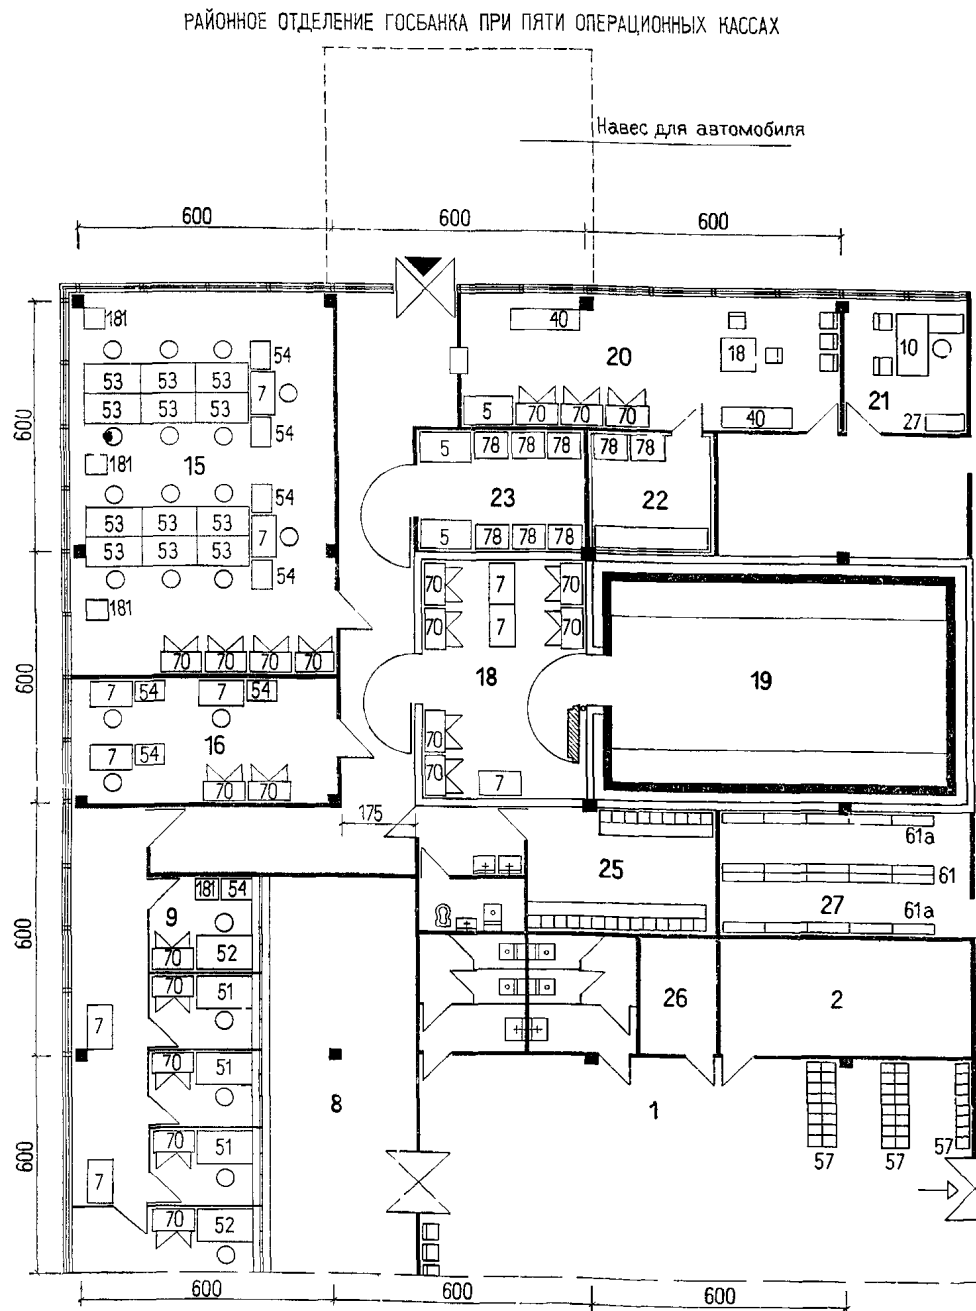 РАЙОННОЕ ОТДЕЛЕНИЕ ГОСБАНКА ПРИ ПЯТИ ОПЕРАЦИОННЫХ КАССАХ
Навес для автомобиля
600 600 600
181 40
54 20 18 10
53 53 53 7
53 53 53 5 70 70 70 40 21 27
54
600
181 15 5 78 78 78 78 78
54 23 22
53 53 53 7
53 53 53 5 78 78 78
54
181 70 7 70
70 7 70
70 70 70 70 18 19
600
7 54 7 54
16 70
7 54 70
70 70 7
175
61а
25 61
181 54 27 61а
9
600
70 52
70 51 26 2
7
70 51
8 1
70 51 57 57 57
600
7
70 52
600 600 600